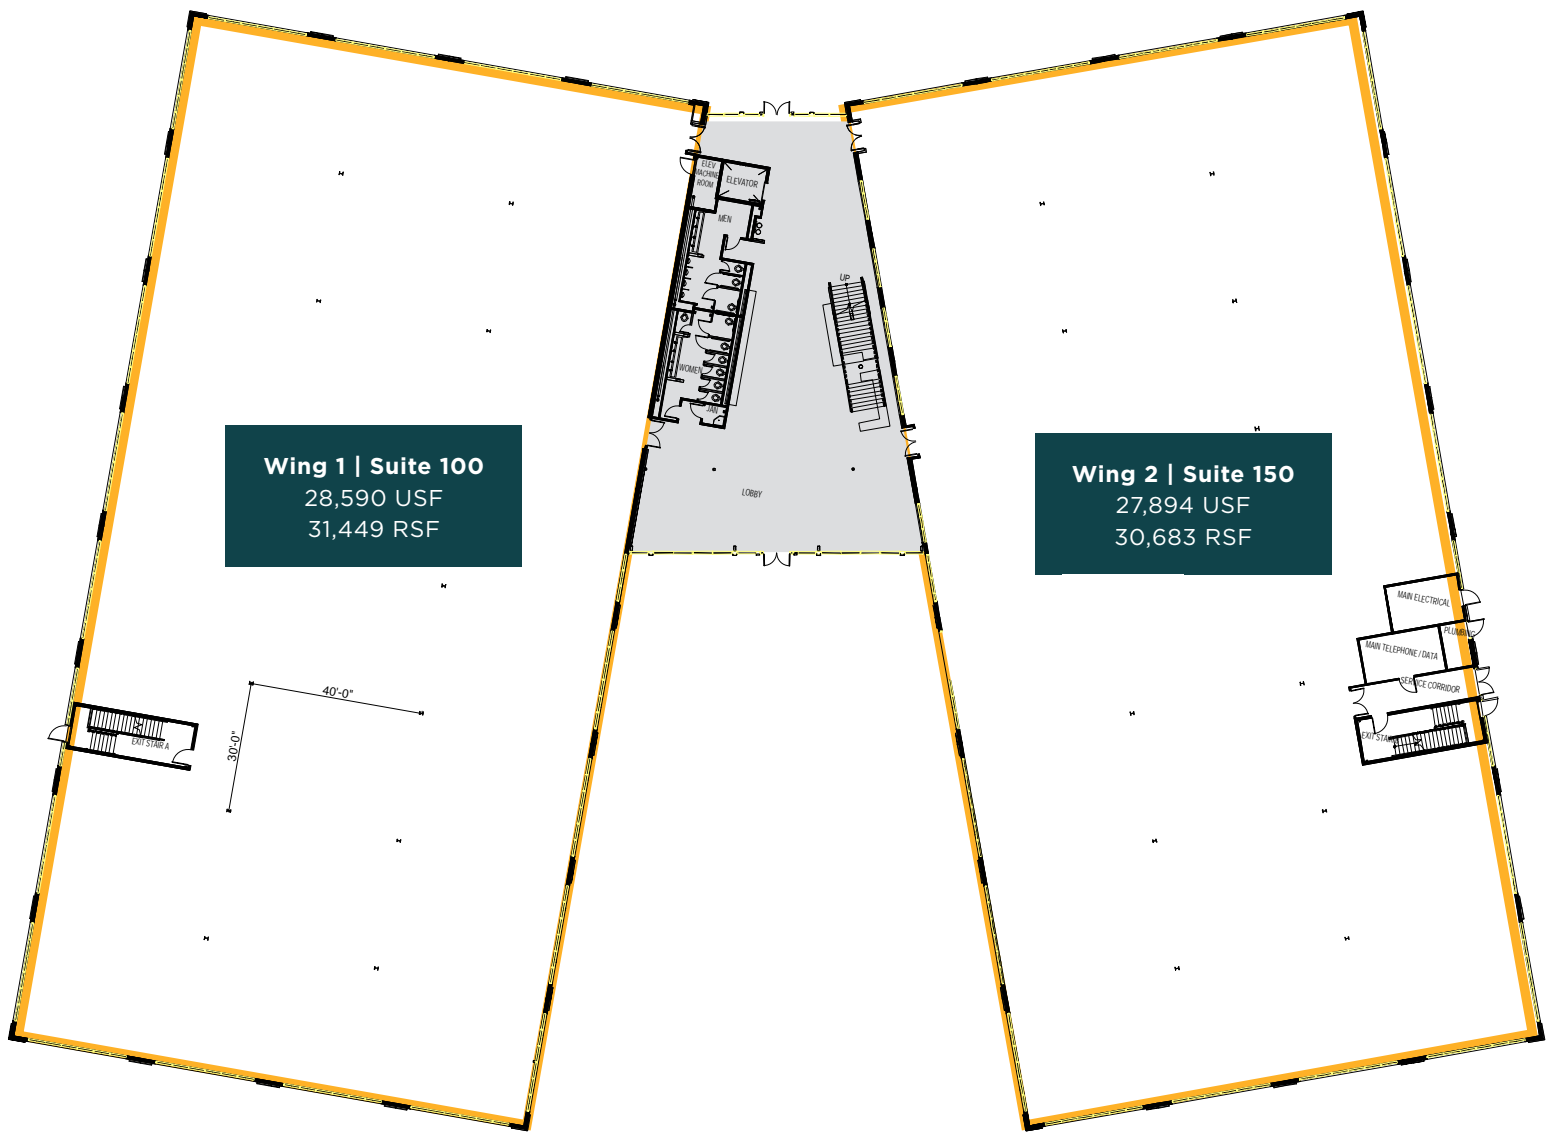 ELEV
MACHINE
ROOM
ELEVATOR
MEN
UP
WOMEN
JAN
LOBBY
Wing 1 | Suite 100
28,590 USF
31,449 RSF
Wing 2 | Suite 150
27,894 USF
30,683 RSF
MAIN ELECTRICAL
PLUMBING
MAIN TELEPHONE / DATA
SERVICE CORRIDOR
40'-0"
30'-0"
EXIT STAIR A
EXIT